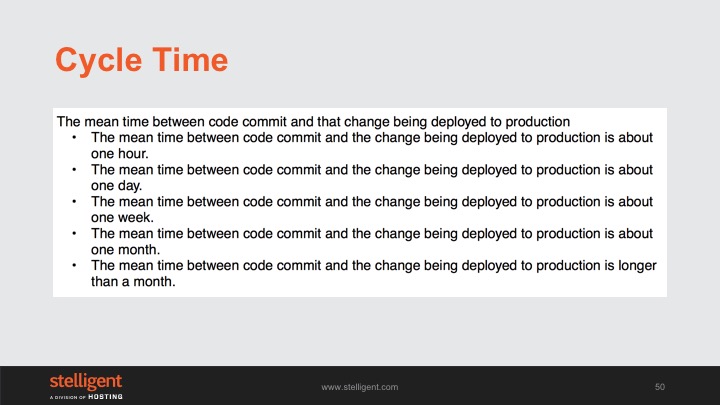 Cycle Time
The mean time between code commit and that change being deployed to production
• The mean time between code commit and the change being deployed to production is about
one hour.
• The mean time between code commit and the change being deployed to production is about
one day.
• The mean time between code commit and the change being deployed to production is about
one week.
• The mean time between code commit and the change being deployed to production is about
one month.
• The mean time between code commit and the change being deployed to production is longer
than a month.
stelligent
A DIVISION OF HOSTING
www.stelligent.com
50